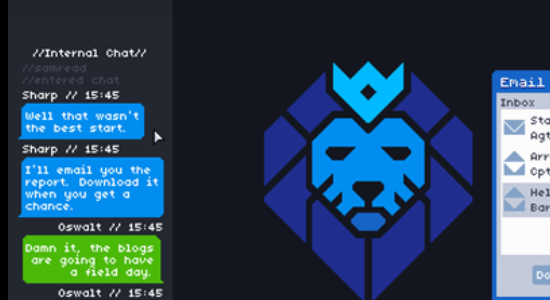 //Internal Chat//
//samread
//entered chat
Sharp // 15:45
Well that wasn't
the best start.
Sharp // 15:45
I'll email you the
report. Download it
when you get a
chance.
Oswalt // 15:45
Damn it, the blogs
are going to have
a field day.
Oswalt // 15:45
Email
Inbox
Sta
Agt
Arr
Cpt
Hel
Bar
Do